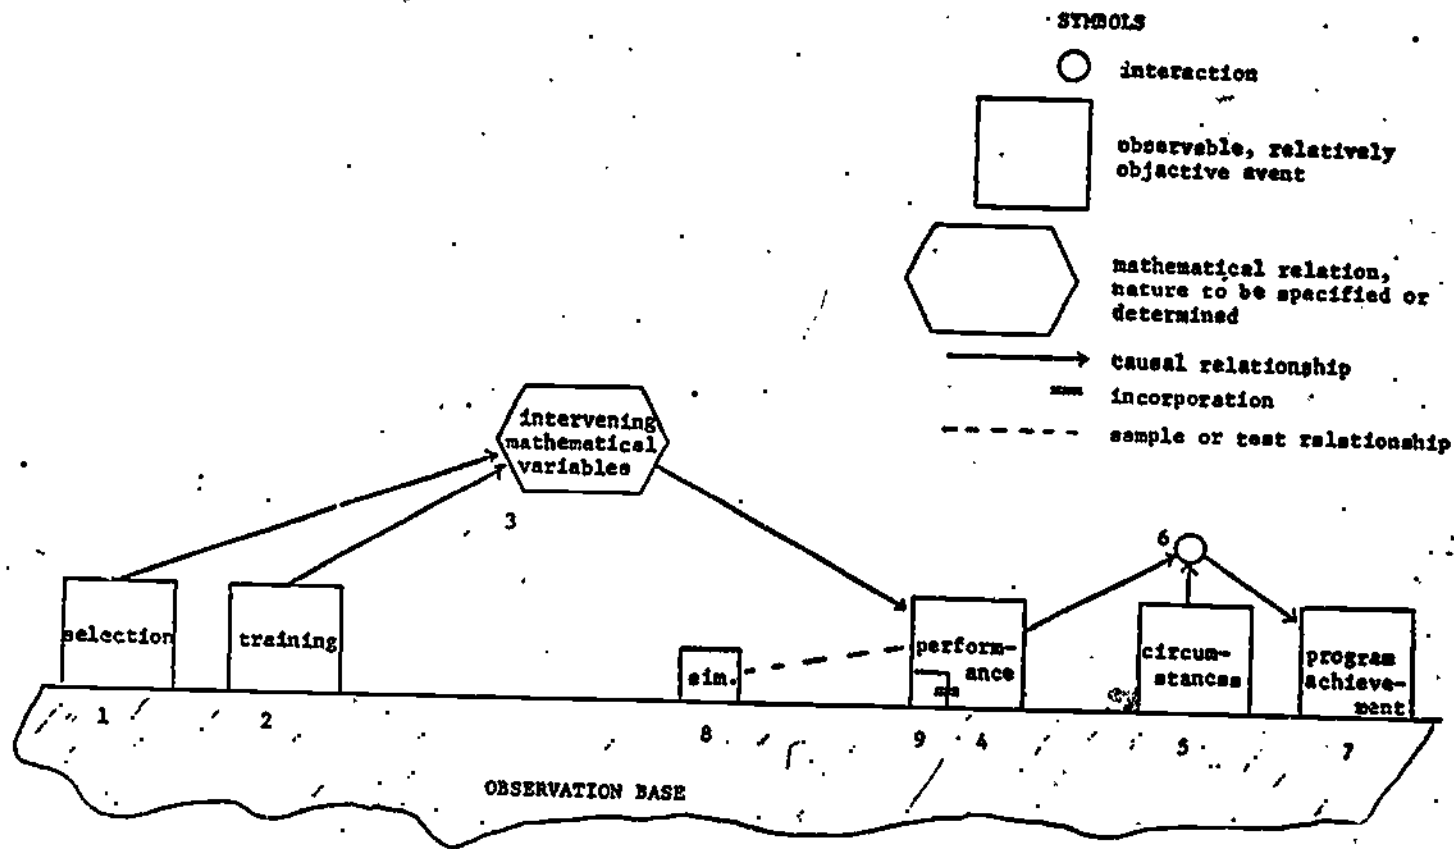 SYMBOLS
interaction
observable, relatively
objective event
mathematical relation,
nature to be specified or
determined
causal relationship
incorporation
sample or test relationship
intervening
mathematical
variables
3
6
selection
training
sim.
perform-
ance
circum-
stances
program
achieve-
ment
1
2
8
9
4
5
7
OBSERVATION BASE